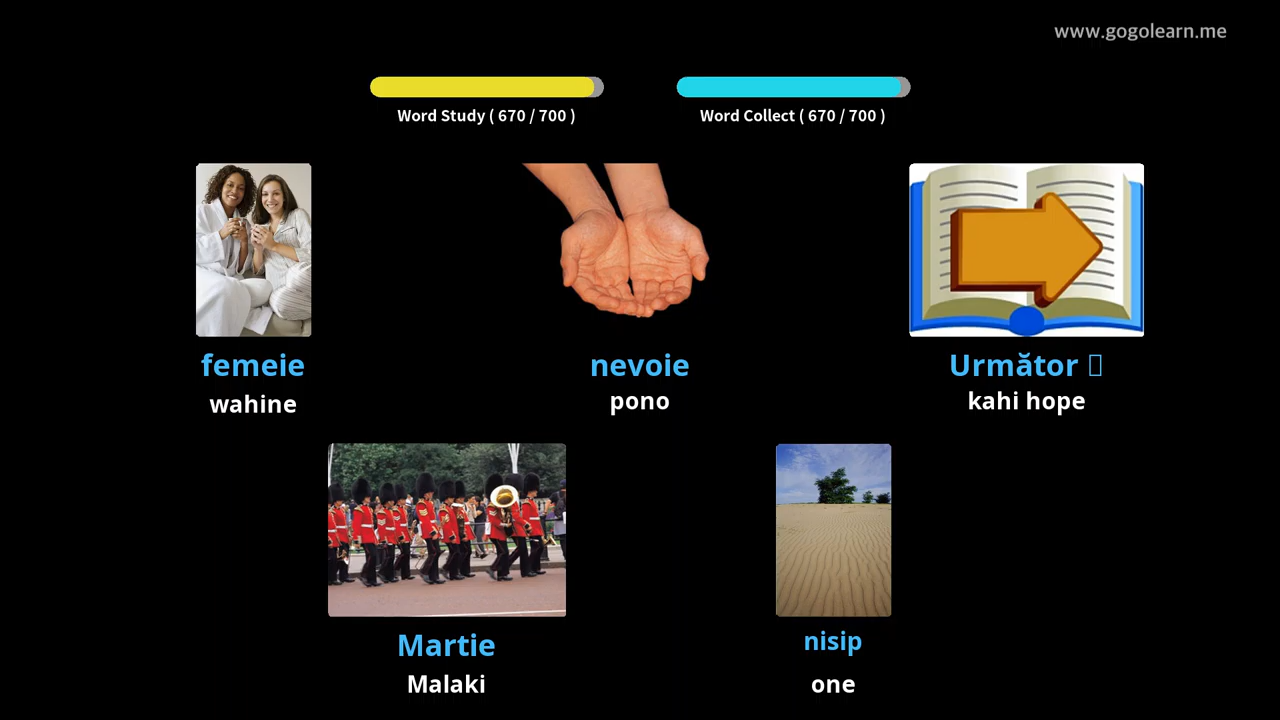 www.gogolearn.me
Word Study ( 670 / 700 )
Word Collect ( 670 / 700 )
femeie
wahine
nevoie
pono
Următor
kahi hope
Martie
Malaki
nisip
one